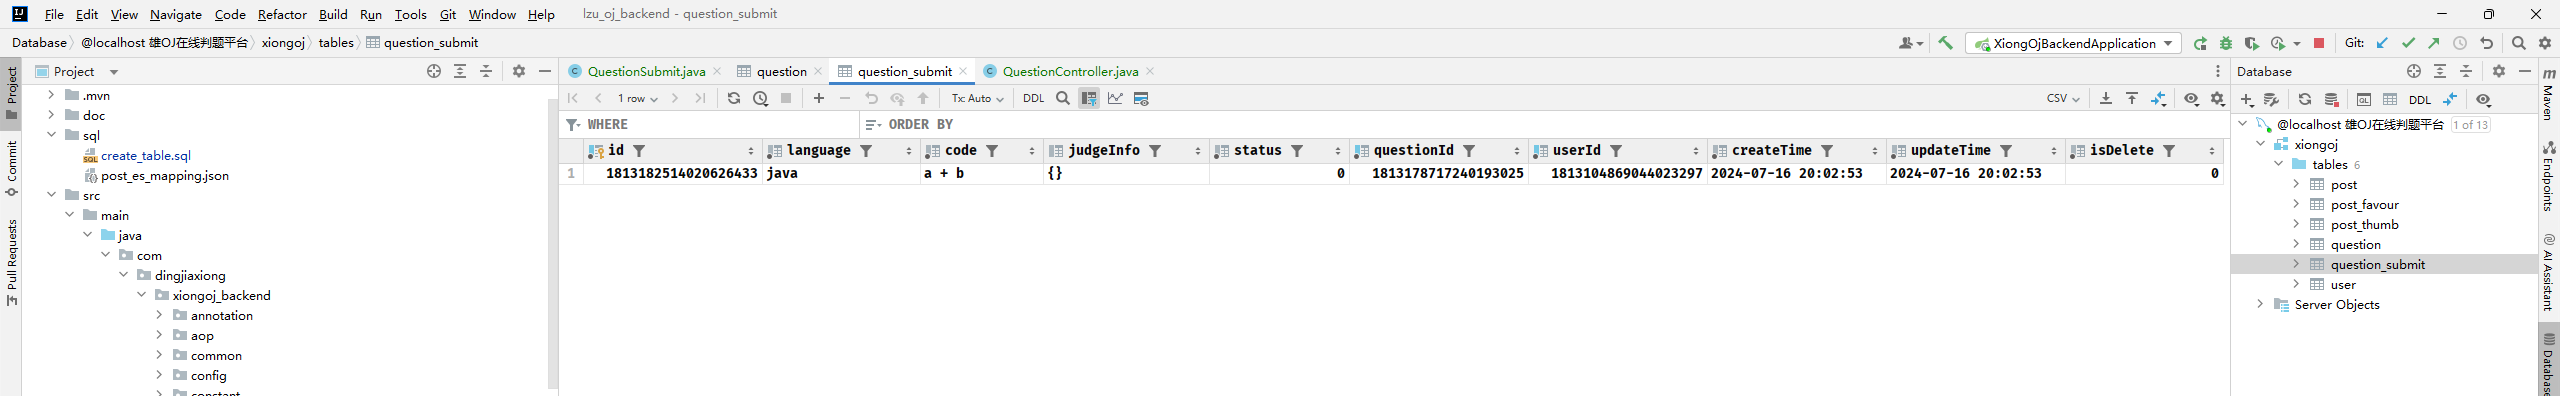 File Edit View Navigate Code Refactor Build Run Tools Git Window Help lzu_oj_backend - question_submit
Database @localhost 雄OJ在线判题平台 xiongoj tables question_submit XiongOjBackendApplication Git:
Project
Commit
Pull Requests
Project
.mvn
doc
sql
create_table.sql
post_es_mapping.json
src
main
java
com
dingjiaxiong
xiongoj_backend
annotation
aop
common
config
constant
QuestionSubmit.java question question_submit QuestionController.java
1 row Tx: Auto DDL CSV
WHERE ORDER BY
id language code judgeInfo status questionId userId createTime updateTime isDelete
1 1813182514020626433 java a + b {} 0 1813178717240193025 1813104869044023297 2024-07-16 20:02:53 2024-07-16 20:02:53 0
Database
DDL
@localhost 雄OJ在线判题平台 1 of 13
xiongoj
tables 6
post
post_favour
post_thumb
question
question_submit
user
Server Objects
m Maven
Endpoints
AI Assistant
Database